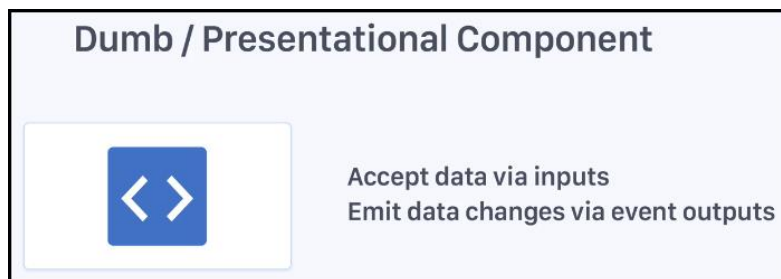 Dumb / Presentational Component
Accept data via inputs
Emit data changes via event outputs